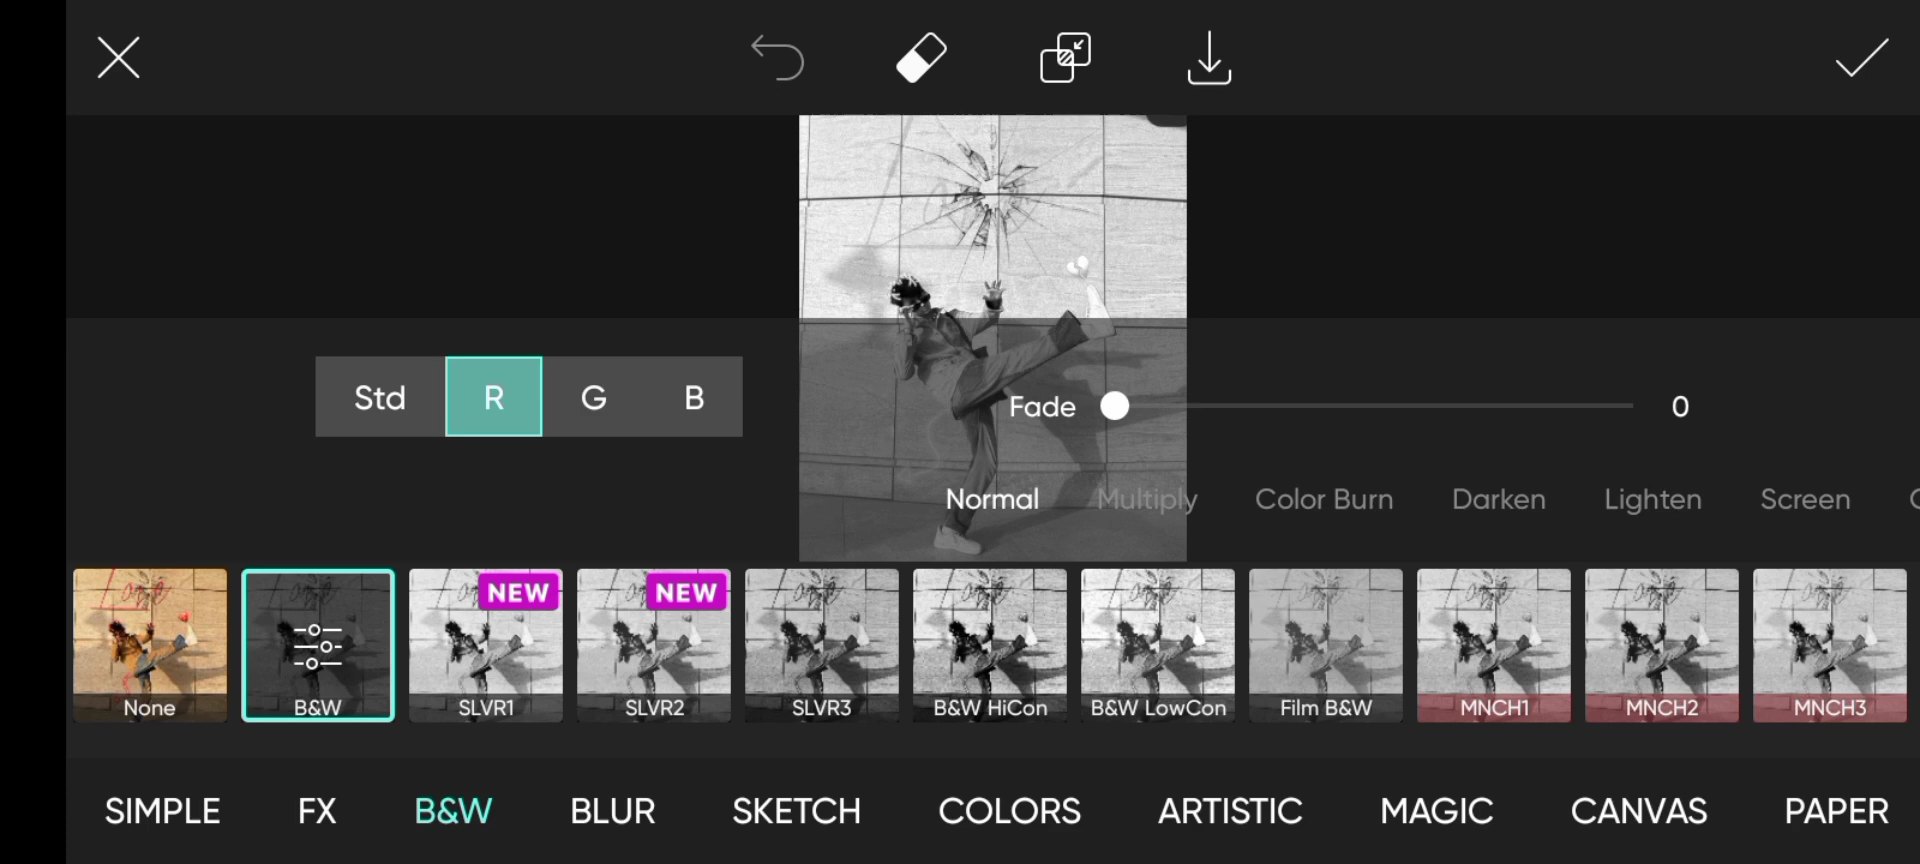 Std R G B
Fade 0
Normal Multiply Color Burn Darken Lighten Screen
NEW NEW
None B&W SLVR1 SLVR2 SLVR3 B&W HiCon B&W LowCon Film B&W MNCH1 MNCH2 MNCH3
SIMPLE FX B&W BLUR SKETCH COLORS ARTISTIC MAGIC CANVAS PAPER